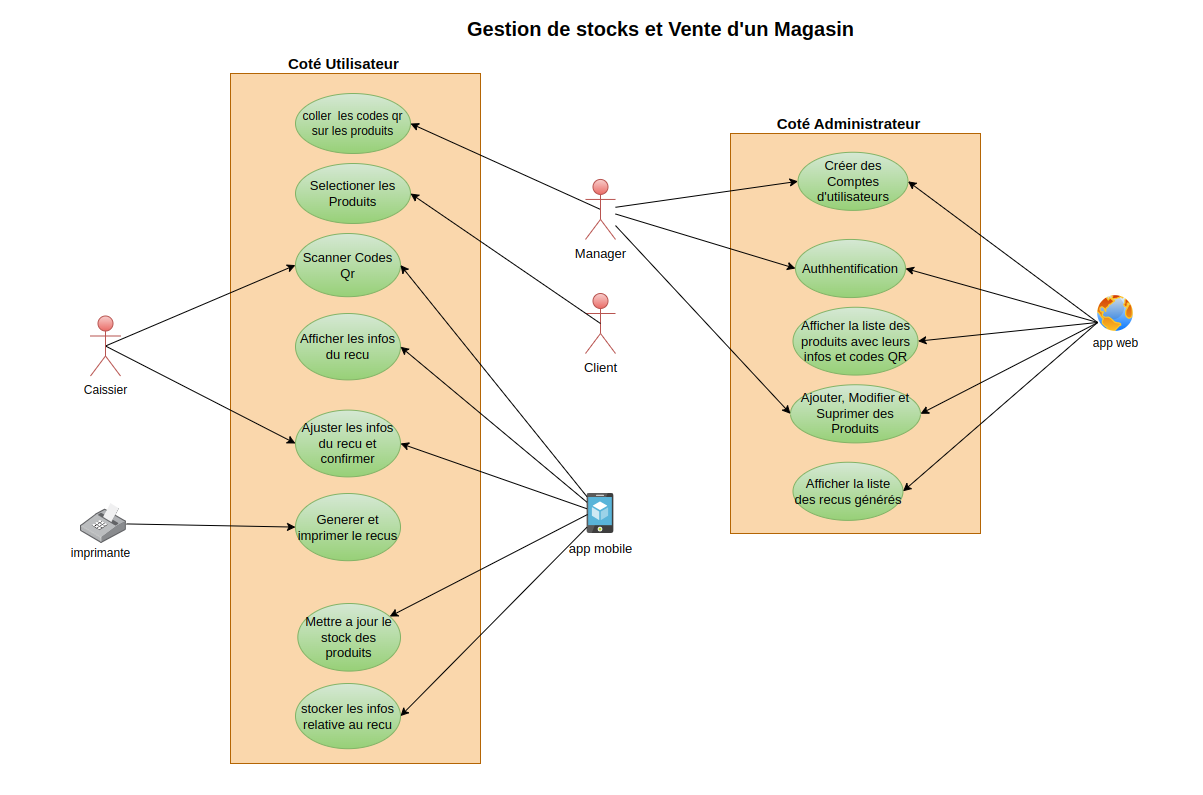 Gestion de stocks et Vente d'un Magasin
Coté Utilisateur
coller les codes qr
sur les produits
Selectioner les
Produits
Scanner Codes
Qr
Afficher les infos
du recu
Ajuster les infos
du recu et
confirmer
Generer et
imprimer le recus
Mettre a jour le
stock des
produits
stocker les infos
relative au recu
Caissier
imprimante
Manager
Client
app mobile
Coté Administrateur
Créer des
Comptes
d'utilisateurs
Authhentification
Afficher la liste des
produits avec leurs
infos et codes QR
Ajouter, Modifier et
Suprimer des
Produits
Afficher la liste
des recus générés
app web